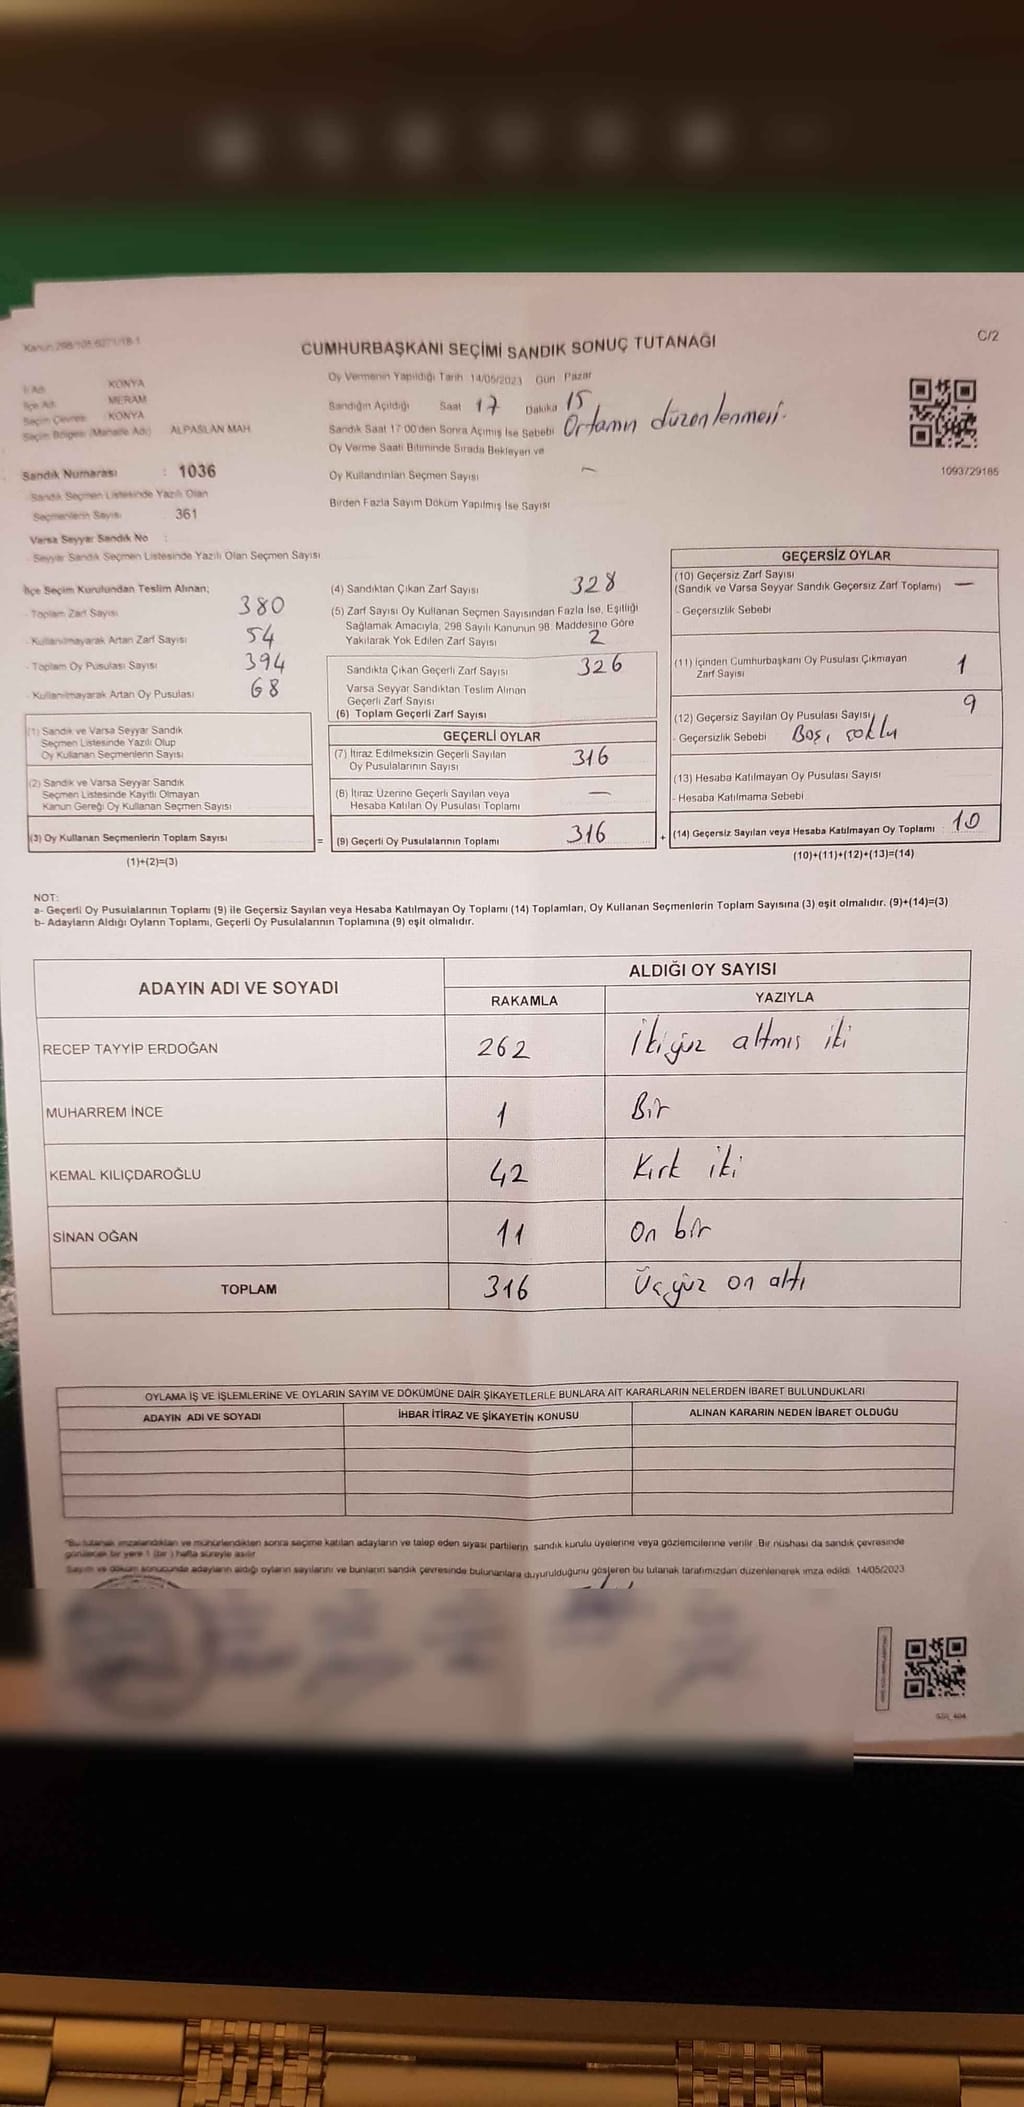 Kanun 298/105 6271/18-1
C/2
CUMHURBAŞKANI SEÇİMİ SANDIK SONUÇ TUTANAĞI
İl Adı KONYA
İlçe Adı MERAM
Seçim Çevresi KONYA
Seçim Bölgesi (Mahalle Adı) ALPASLAN MAH.
Sandık Numarası : 1036
Sandık Seçmen Listesinde Yazılı Olan
Seçmenlerin Sayısı 361
Varsa Seyyar Sandık No :
- Seyyar Sandık Seçmen Listesinde Yazılı Olan Seçmen Sayısı
Oy Vermenin Yapıldığı Tarih 14/05/2023 Gün Pazar
Sandığın Açıldığı Saat 17 Dakika 15
Sandık Saat 17:00'den Sonra Açılmış İse Sebebi Ortamın düzenlenmesi.
Oy Verme Saati Bitiminde Sırada Bekleyen ve
Oy Kullandırılan Seçmen Sayısı –
Birden Fazla Sayım Döküm Yapılmış İse Sayısı
1093729185
İlçe Seçim Kurulundan Teslim Alınan;
- Toplam Zarf Sayısı 380
- Kullanılmayarak Artan Zarf Sayısı 54
- Toplam Oy Pusulası Sayısı 394
- Kullanılmayarak Artan Oy Pusulası 68
(1) Sandık ve Varsa Seyyar Sandık
Seçmen Listesinde Yazılı Olup
Oy Kullanan Seçmenlerin Sayısı
(2) Sandık ve Varsa Seyyar Sandık
Seçmen Listesinde Kayıtlı Olmayan
Kanun Gereği Oy Kullanan Seçmen Sayısı
(3) Oy Kullanan Seçmenlerin Toplam Sayısı
(1)+(2)=(3)
(4) Sandıktan Çıkan Zarf Sayısı 328
(5) Zarf Sayısı Oy Kullanan Seçmen Sayısından Fazla İse, Eşitliği
Sağlamak Amacıyla, 298 Sayılı Kanunun 98. Maddesine Göre
Yakılarak Yok Edilen Zarf Sayısı 2
Sandıkta Çıkan Geçerli Zarf Sayısı 326
Varsa Seyyar Sandıktan Teslim Alınan
Geçerli Zarf Sayısı
(6) Toplam Geçerli Zarf Sayısı
GEÇERLİ OYLAR
(7) İtiraz Edilmeksizin Geçerli Sayılan
Oy Pusulalarının Sayısı 316
(8) İtiraz Üzerine Geçerli Sayılan veya
Hesaba Katılan Oy Pusulası Toplamı —
= (9) Geçerli Oy Pusulalarının Toplamı 316
GEÇERSİZ OYLAR
(10) Geçersiz Zarf Sayısı
(Sandık ve Varsa Seyyar Sandık Geçersiz Zarf Toplamı) —
- Geçersizlik Sebebi
(11) İçinden Cumhurbaşkanı Oy Pusulası Çıkmayan
Zarf Sayısı 1
(12) Geçersiz Sayılan Oy Pusulası Sayısı 9
- Geçersizlik Sebebi Boş,
(13) Hesaba Katılmayan Oy Pusulası Sayısı
- Hesaba Katılmama Sebebi
+ (14) Geçersiz Sayılan veya Hesaba Katılmayan Oy Toplamı 10
(10)+(11)+(12)+(13)=(14)
NOT:
a- Geçerli Oy Pusulalarının Toplamı (9) ile Geçersiz Sayılan veya Hesaba Katılmayan Oy Toplamı (14) Toplamları, Oy Kullanan Seçmenlerin Toplam Sayısına (3) eşit olmalıdır. (9)+(14)=(3)
b- Adayların Aldığı Oyların Toplamı, Geçerli Oy Pusulalarının Toplamına (9) eşit olmalıdır.
ADAYIN ADI VE SOYADI
ALDIĞI OY SAYISI
RAKAMLA YAZIYLA
RECEP TAYYİP ERDOĞAN 262 İkiyüz altmış iki
MUHARREM İNCE 1 Bir
KEMAL KILIÇDAROĞLU 42 Kırk iki
SİNAN OĞAN 11 On bir
TOPLAM 316 Üçyüz on altı
OYLAMA İŞ VE İŞLEMLERİNE VE OYLARIN SAYIM VE DÖKÜMÜNE DAİR ŞİKAYETLERLE BUNLARA AİT KARARLARIN NELERDEN İBARET BULUNDUKLARI
ADAYIN ADI VE SOYADI İHBAR İTİRAZ VE ŞİKAYETİN KONUSU ALINAN KARARIN NEDEN İBARET OLDUĞU
*Bu tutanak imzalandıktan ve mühürlendikten sonra seçime katılan adayların ve talep eden siyasi partilerin sandık kurulu üyelerine veya gözlemcilerine verilir. Bir nüshası da sandık çevresinde
görülecek bir yere 1 (bir) hafta süreyle asılır
Sayım ve döküm sonucunda adayların aldığı oyların sayılarını ve bunların sandık çevresinde bulunanlara duyurulduğunu gösteren bu tutanak tarafımızdan düzenlenerek imza edildi. 14/05/2023